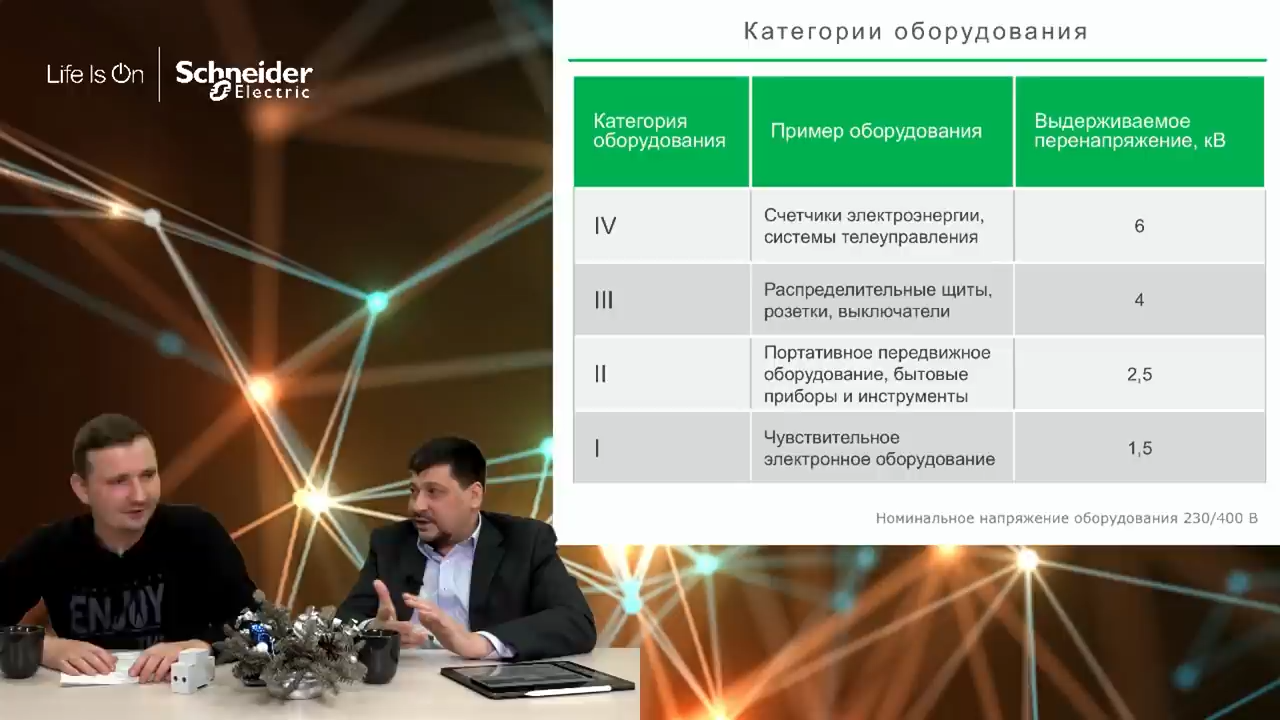 Life Is On
Schneider
Electric
Категории оборудования
Категория
оборудования
Пример оборудования
Выдерживаемое
перенапряжение, кВ
IV
Счетчики электроэнергии,
системы телеуправления
6
III
Распределительные щиты,
розетки, выключатели
4
II
Портативное передвижное
оборудование, бытовые
приборы и инструменты
2,5
I
Чувствительное
электронное оборудование
1,5
Номинальное напряжение оборудования 230/400 В
ENJOY